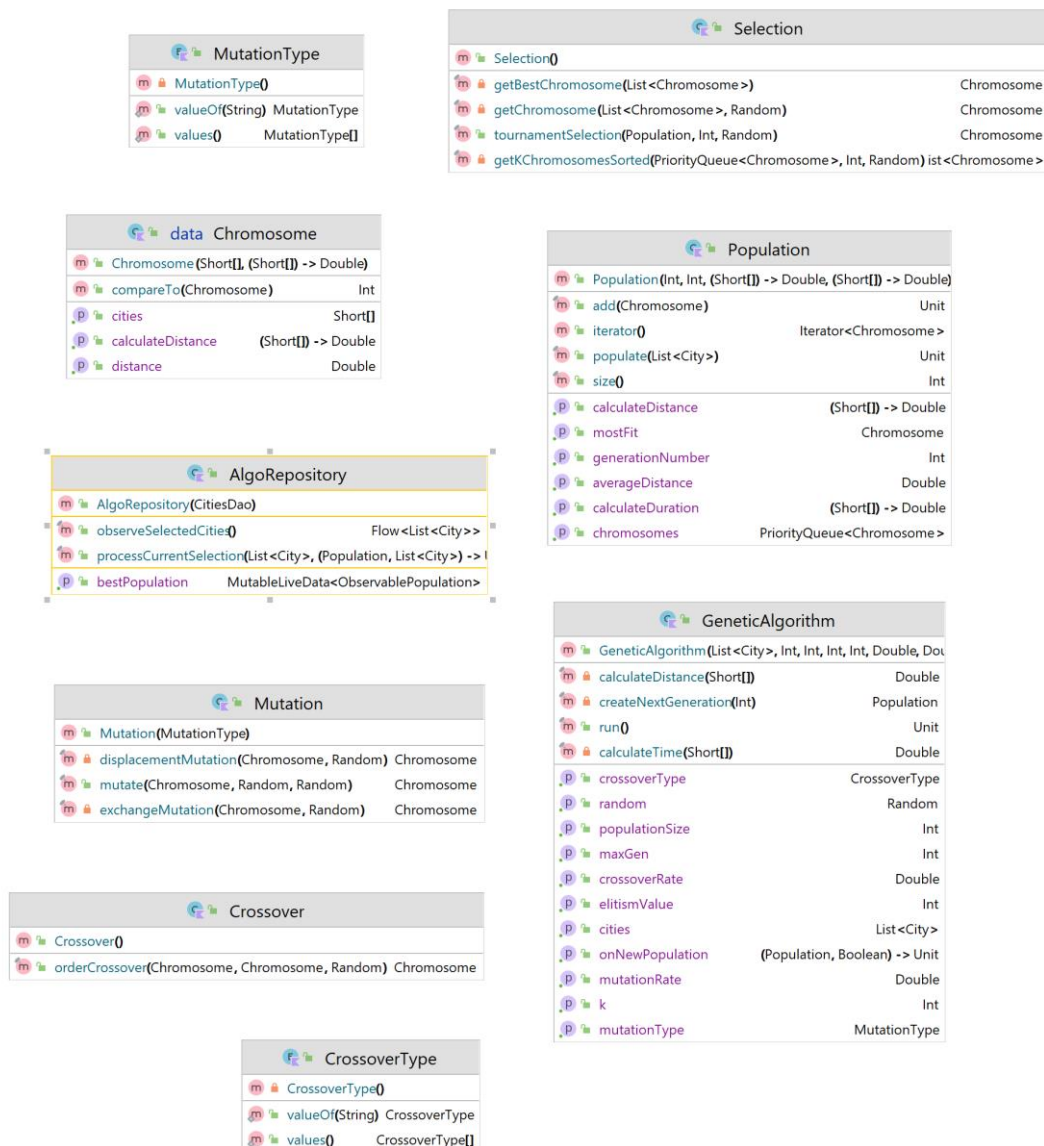 MutationType
MutationType()
valueOf(String) MutationType
values() MutationType[]
Selection
Selection()
getBestChromosome(List<Chromosome>) Chromosome
getChromosome(List<Chromosome>, Random) Chromosome
tournamentSelection(Population, Int, Random) Chromosome
getKChromosomesSorted(PriorityQueue<Chromosome>, Int, Random) ist<Chromosome>
data Chromosome
Chromosome(Short[], (Short[]) -> Double)
compareTo(Chromosome) Int
cities Short[]
calculateDistance (Short[]) -> Double
distance Double
Population
Population(Int, Int, (Short[]) -> Double, (Short[]) -> Double)
add(Chromosome) Unit
iterator() Iterator<Chromosome>
populate(List<City>) Unit
size() Int
calculateDistance (Short[]) -> Double
mostFit Chromosome
generationNumber Int
averageDistance Double
calculateDuration (Short[]) -> Double
chromosomes PriorityQueue<Chromosome>
AlgoRepository
AlgoRepository(CitiesDao)
observeSelectedCities() Flow<List<City>>
processCurrentSelection(List<City>, (Population, List<City>) ->
bestPopulation MutableLiveData<ObservablePopulation>
GeneticAlgorithm
GeneticAlgorithm(List<City>, Int, Int, Int, Int, Double, Dou
calculateDistance(Short[]) Double
createNextGeneration(Int) Population
run() Unit
calculateTime(Short[]) Double
crossoverType CrossoverType
random Random
populationSize Int
maxGen Int
crossoverRate Double
elitismValue Int
cities List<City>
onNewPopulation (Population, Boolean) -> Unit
mutationRate Double
k Int
mutationType MutationType
Mutation
Mutation(MutationType)
displacementMutation(Chromosome, Random) Chromosome
mutate(Chromosome, Random, Random) Chromosome
exchangeMutation(Chromosome, Random) Chromosome
Crossover
Crossover()
orderCrossover(Chromosome, Chromosome, Random) Chromosome
CrossoverType
CrossoverType()
valueOf(String) CrossoverType
values() CrossoverType[]